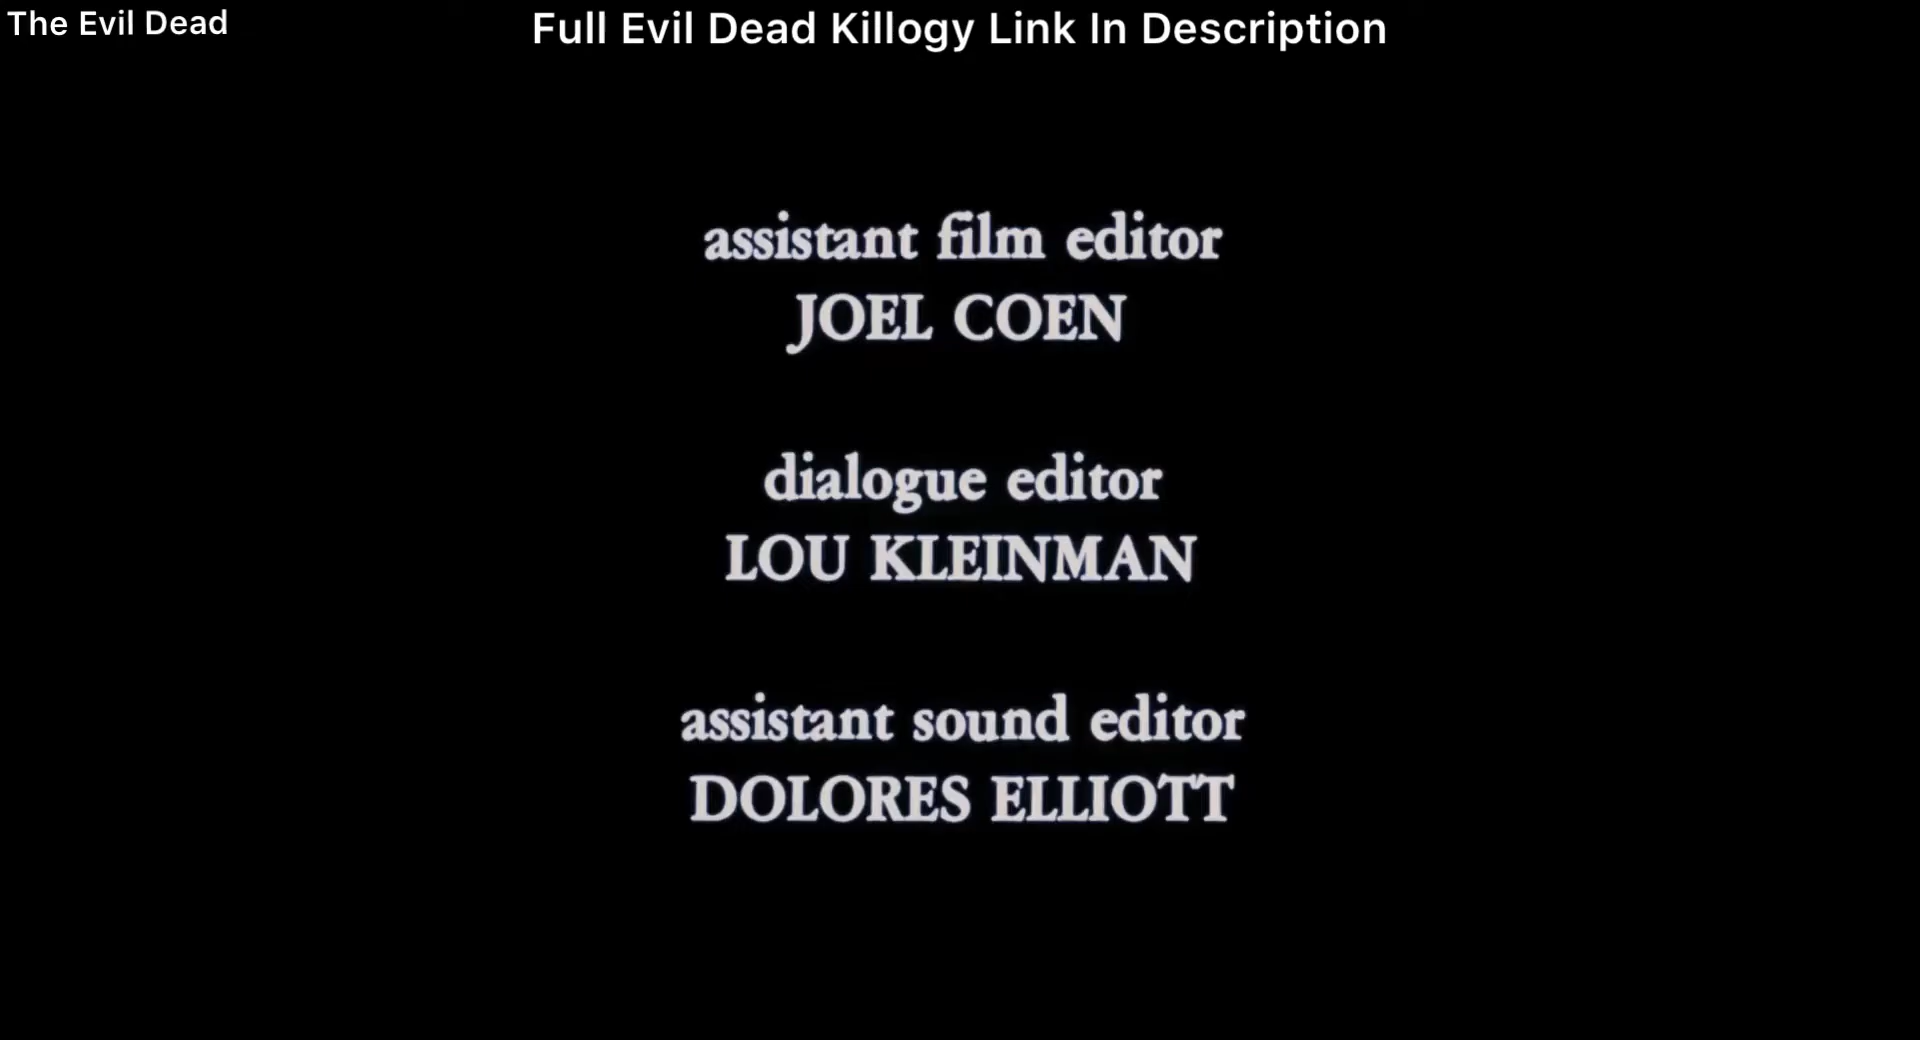 The Evil Dead
Full Evil Dead Killogy Link In Description
assistant film editor
JOEL COEN
dialogue editor
LOU KLEINMAN
assistant sound editor
DOLORES ELLIOTT